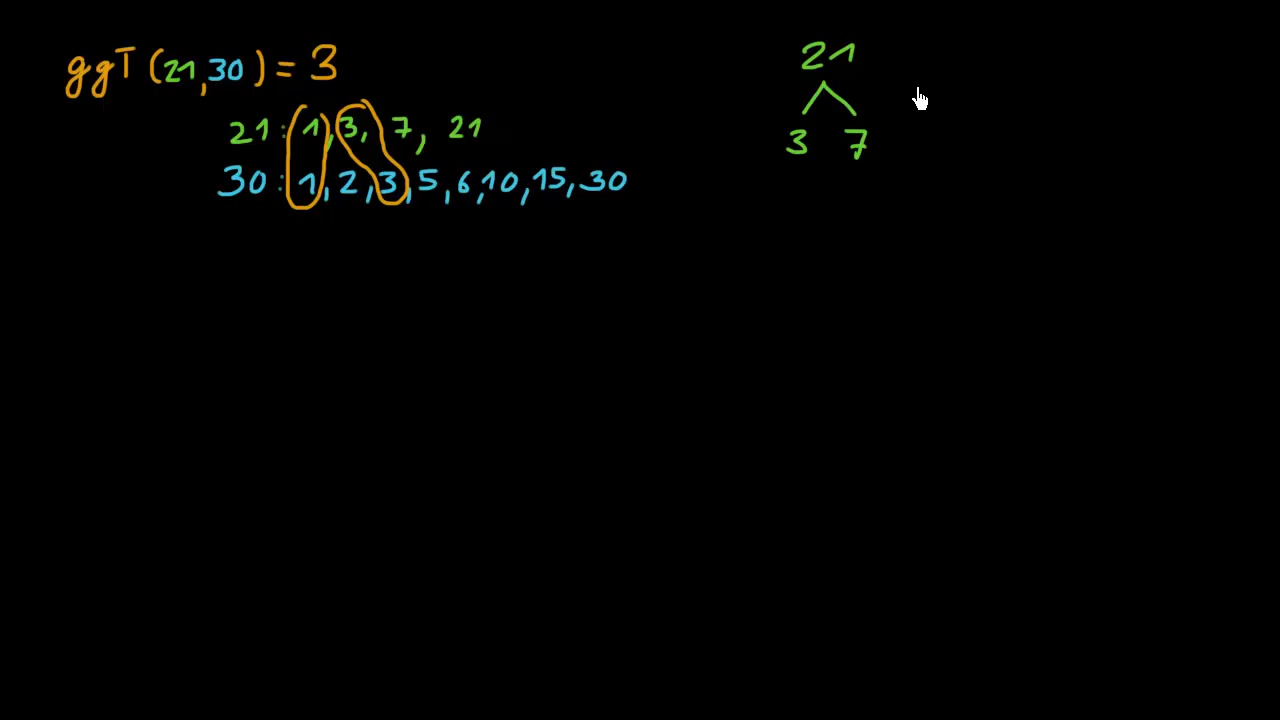 ggT (21,30) = 3
21: 1, 3, 7, 21
30: 1, 2, 3, 5, 6, 10, 15, 30
21
3 7